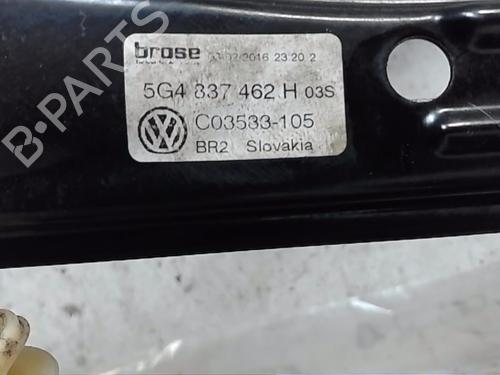 brose 2016 23:20 2
5G4 837 462 H 03S
C03533-105
BR2 Slovakia
B-PARTS